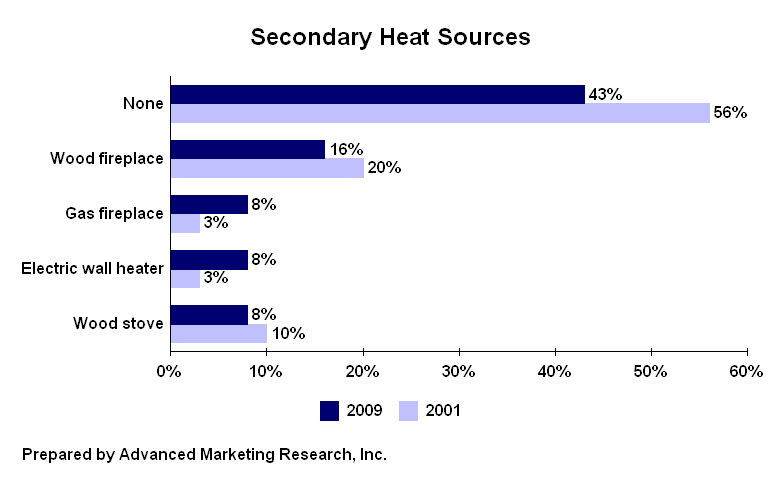 Secondary Heat Sources
None
43%
56%
Wood fireplace
16%
20%
Gas fireplace
8%
3%
Electric wall heater
8%
3%
Wood stove
8%
10%
0% 10% 20% 30% 40% 50% 60%
2009 2001
Prepared by Advanced Marketing Research, Inc.